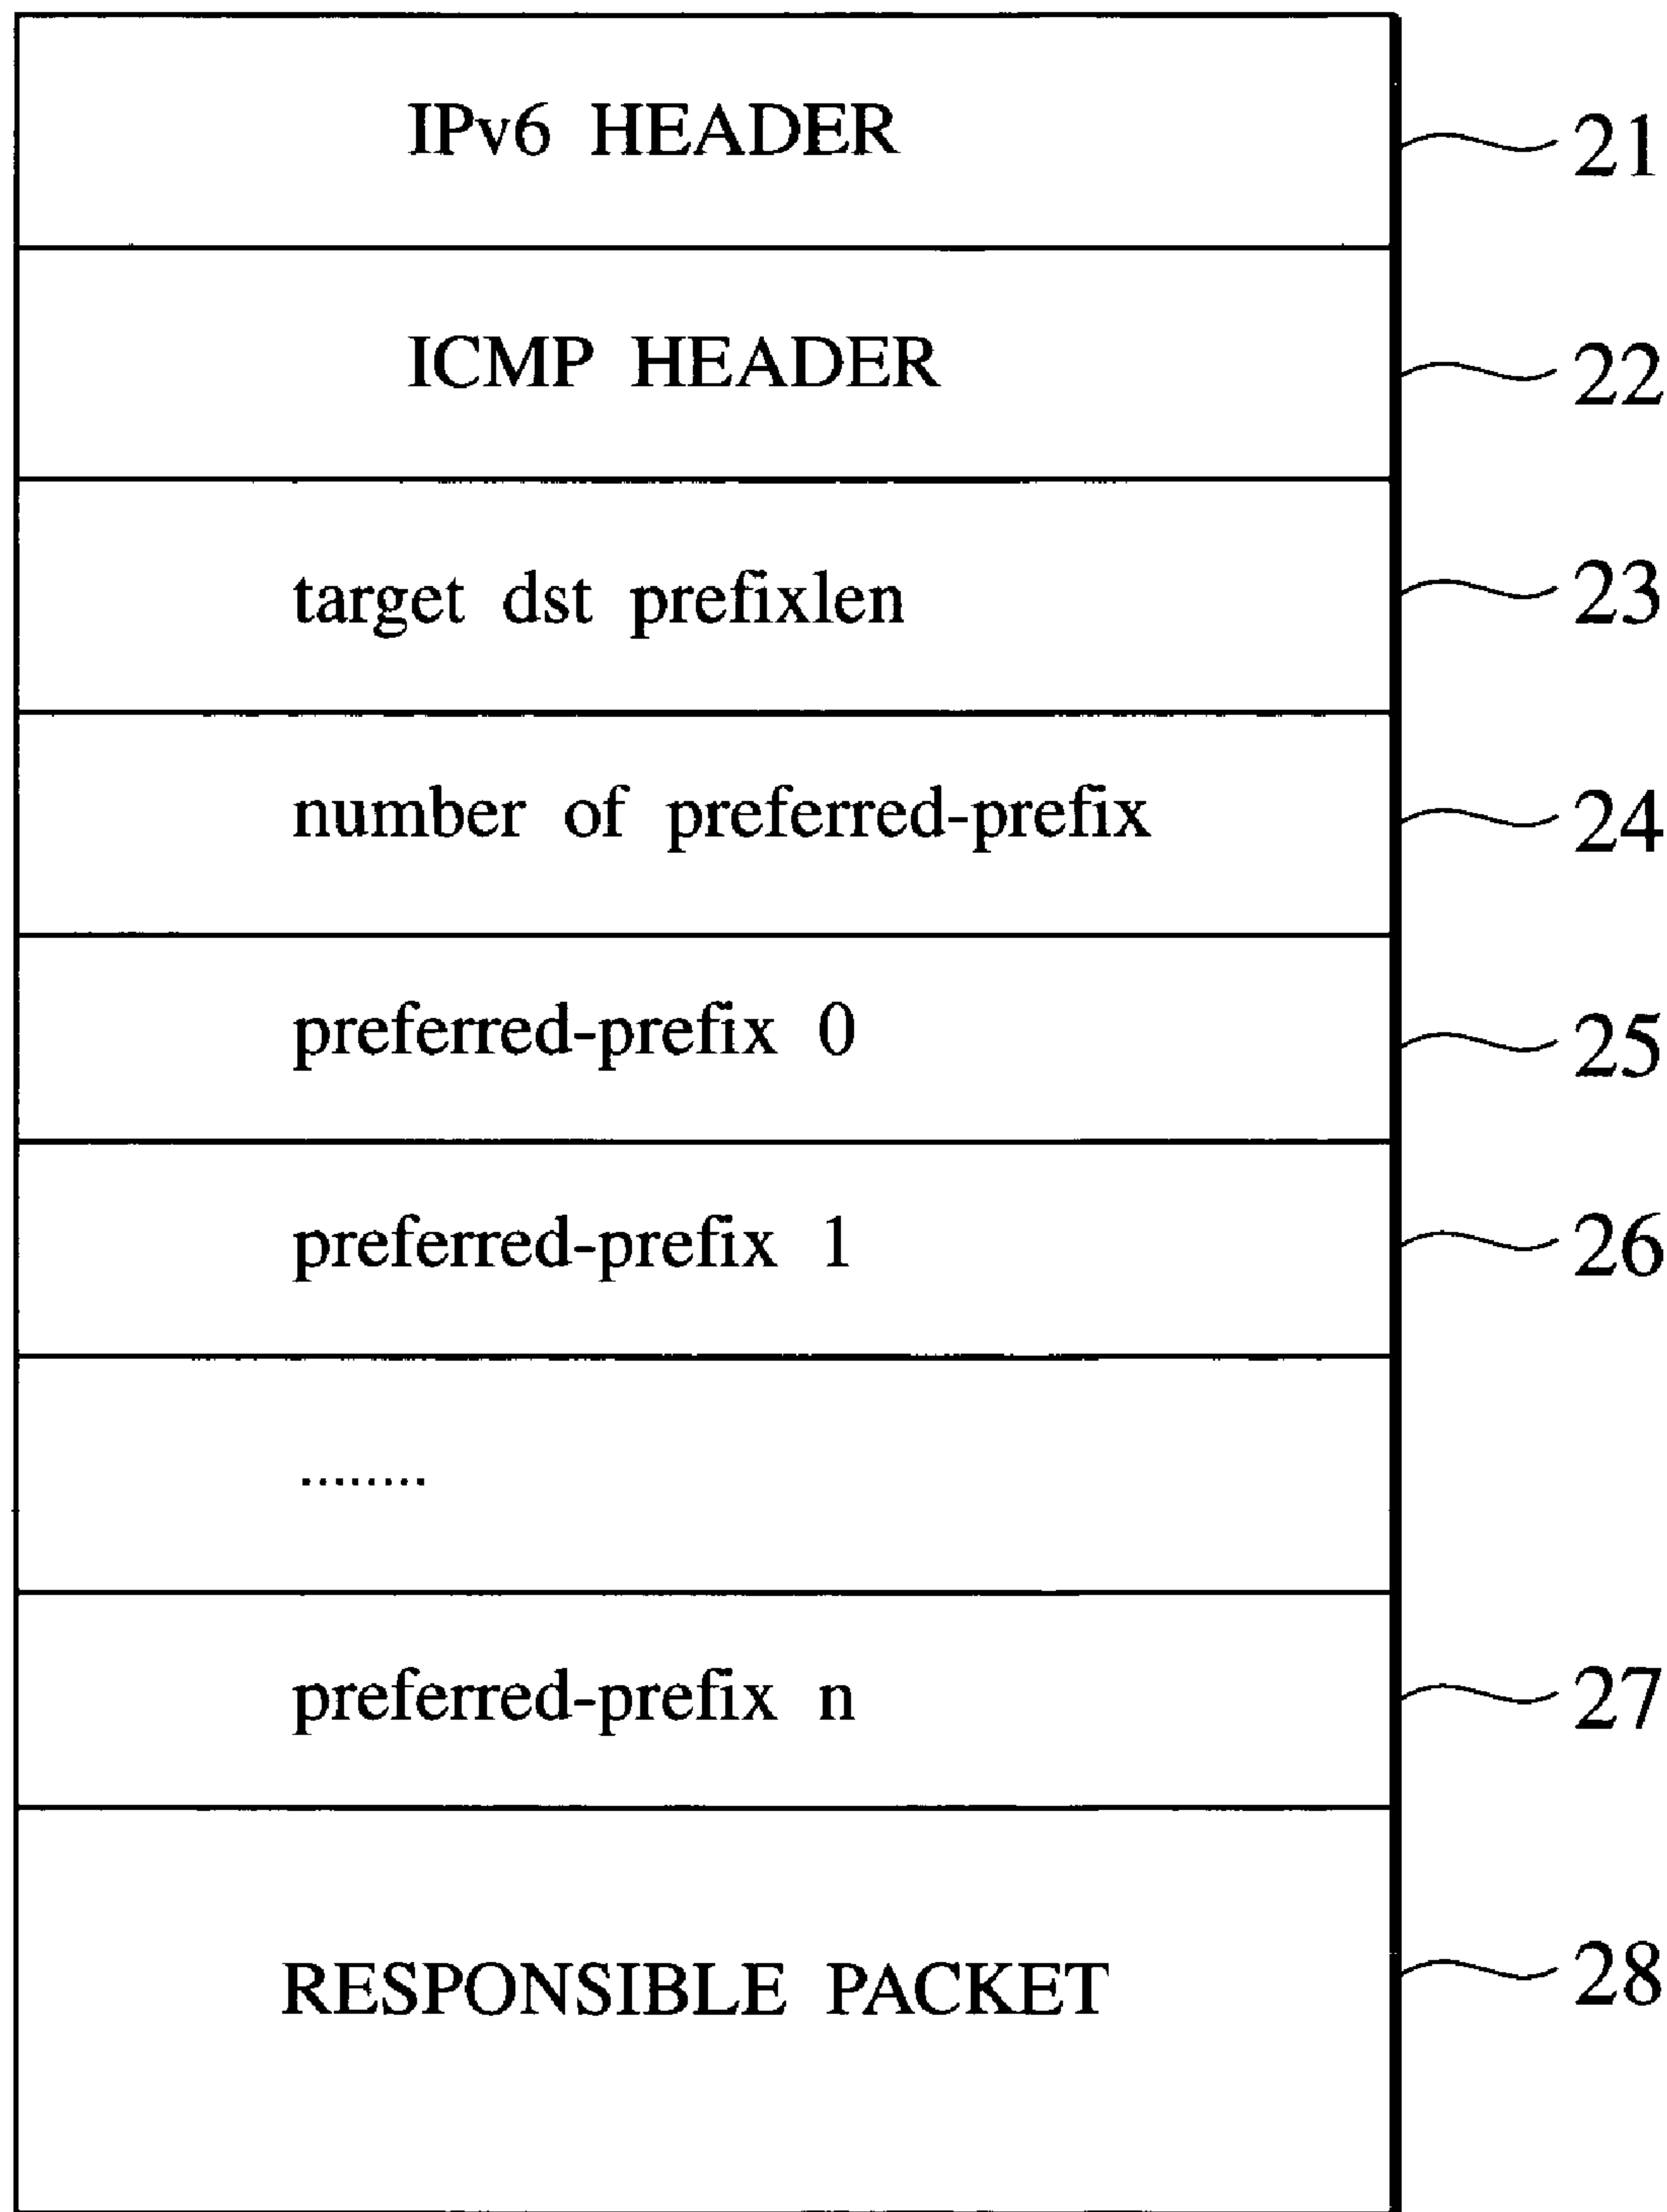 IPv6 HEADER 21
ICMP HEADER 22
target dst prefixlen 23
number of preferred-prefix 24
preferred-prefix 0 25
preferred-prefix 1 26
........
preferred-prefix n 27
RESPONSIBLE PACKET 28